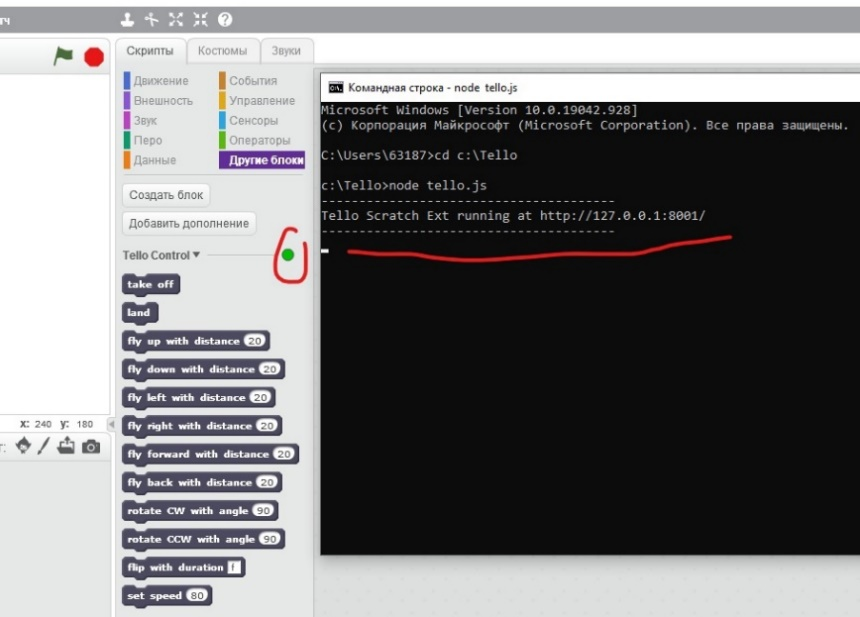 тч
Скрипты
Костюмы
Звуки
Движение
События
Внешность
Управление
Звук
Сенсоры
Перо
Операторы
Данные
Другие блоки
Создать блок
Добавить дополнение
Tello Control
take off
land
fly up with distance 20
fly down with distance 20
fly left with distance 20
fly right with distance 20
fly forward with distance 20
fly back with distance 20
rotate CW with angle 90
rotate CCW with angle 90
flip with duration f
set speed 80
X: 240 y: 180
т:
Командная строка - node tello.js
Microsoft Windows [Version 10.0.19042.928]
(c) Корпорация Майкрософт (Microsoft Corporation). Все права защищены.
C:\Users\63187>cd c:\Tello
c:\Tello>node tello.js
---------------------------------------
Tello Scratch Ext running at http://127.0.0.1:8001/
---------------------------------------